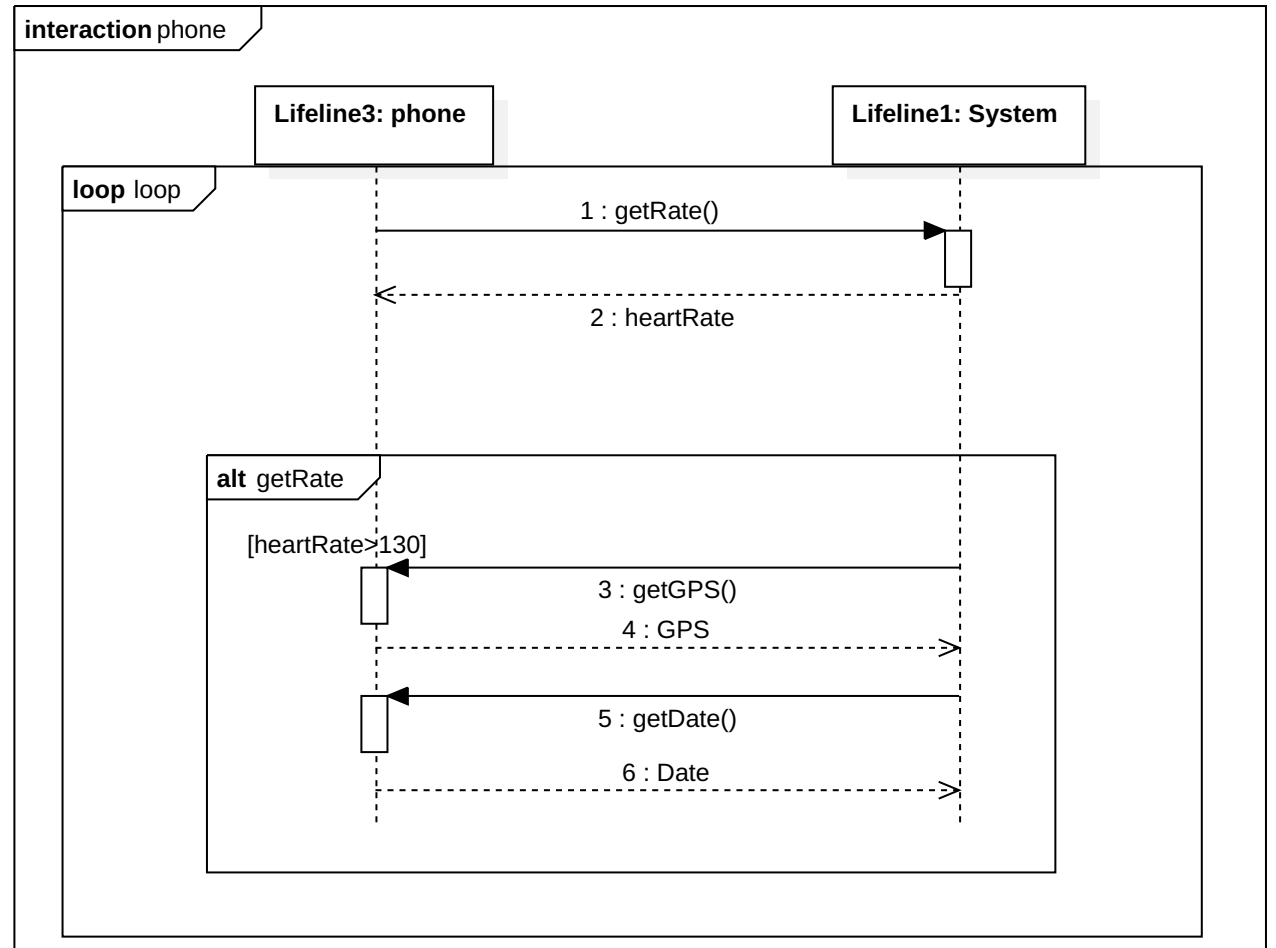 interaction phone
Lifeline3: phone
Lifeline1: System
loop loop
1 : getRate()
2 : heartRate
alt getRate
[heartRate>130]
3 : getGPS()
4 : GPS
5 : getDate()
6 : Date